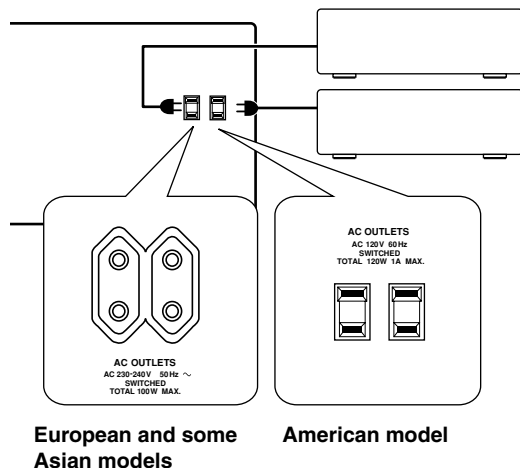 AC OUTLETS
AC 120V 60Hz
SWITCHED
TOTAL 120W 1A MAX.
AC OUTLETS
AC 230-240V 50Hz ~
SWITCHED
TOTAL 100W MAX.
European and some
Asian models
American model